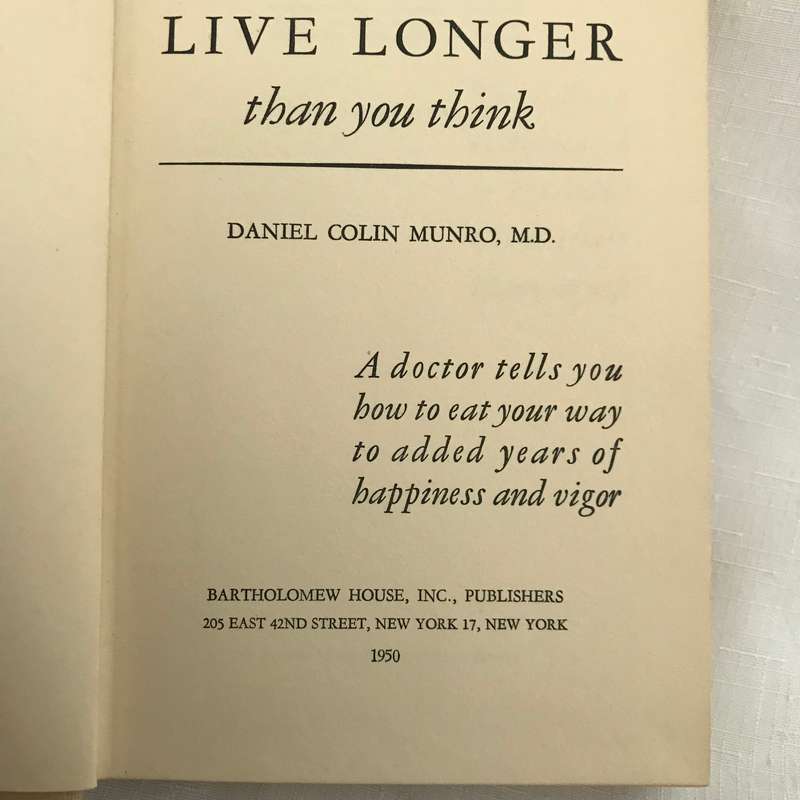 LIVE LONGER
than you think
DANIEL COLIN MUNRO, M.D.
A doctor tells you
how to eat your way
to added years of
happiness and vigor
BARTHOLOMEW HOUSE, INC., PUBLISHERS
205 EAST 42ND STREET, NEW YORK 17, NEW YORK
1950